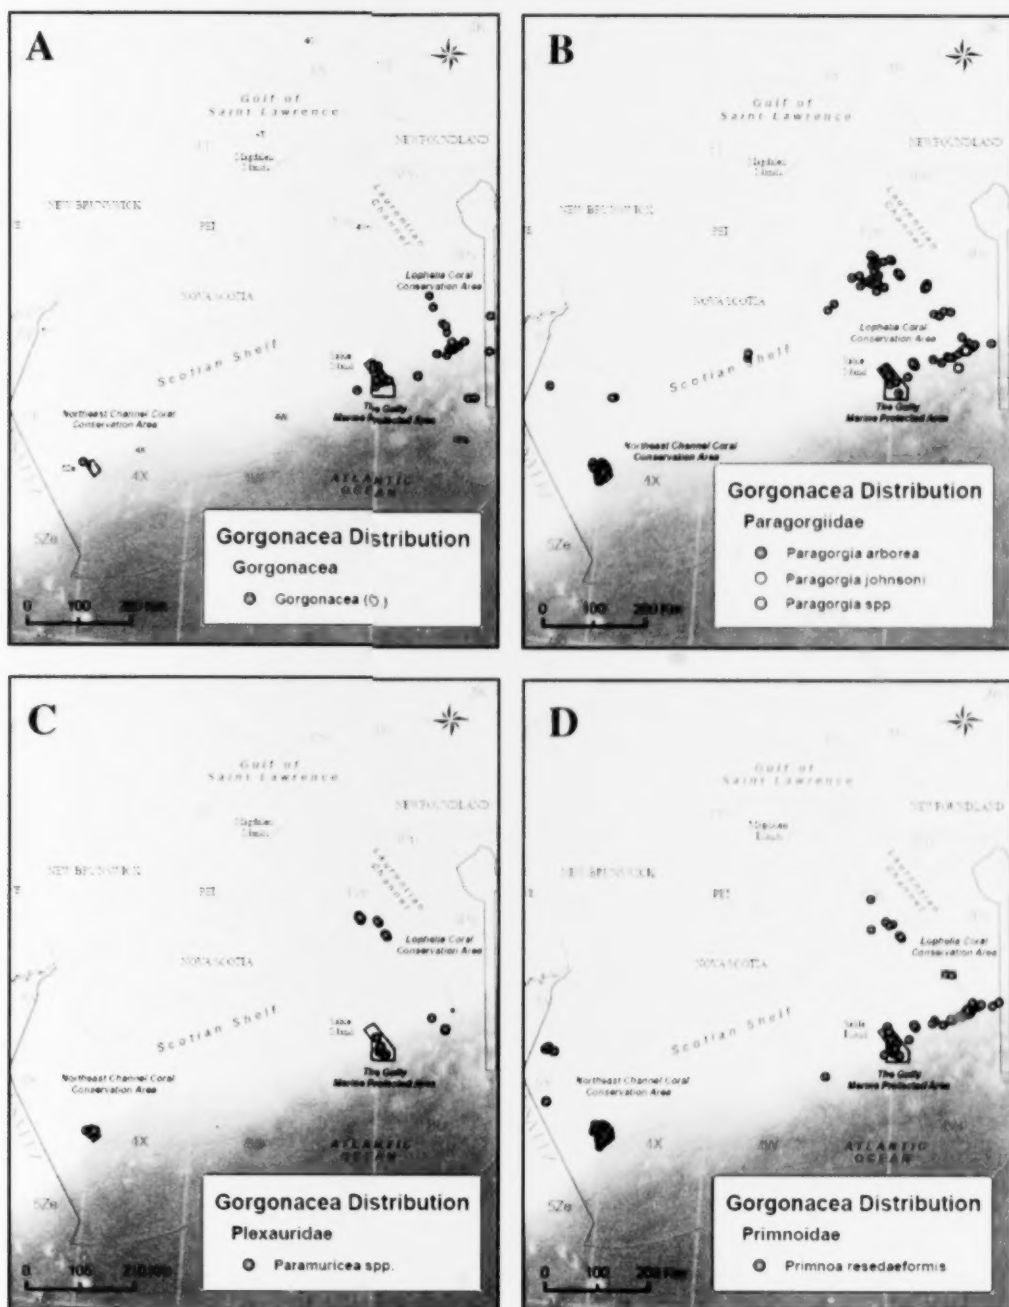 A
Gulf of
Saint Lawrence
NEWFOUNDLAND
Laurentian
Channel
NEW BRUNSWICK
PEI
Lophelia Coral
Conservation Area
NOVA SCOTIA
Scotian Shelf
Northeast Channel Coral
Conservation Area
The Gully
Marine Protected Area
4W
4X
ATLANTIC
OCEAN
5Ze
Gorgonacea Distribution
Gorgonacea
0 100
B
Gulf of
Saint Lawrence
NEWFOUNDLAND
Laurentian
Channel
NEW BRUNSWICK
PEI
NOVA SCOTIA
Lophelia Coral
Conservation Area
Scotian Shelf
The Gully
Marine Protected Area
Northeast Channel Coral
Conservation Area
4X
5Ze
Gorgonacea Distribution
Paragorgiidae
Paragorgia arborea
Paragorgia johnsoni
Paragorgia spp
0 100 200 Km
C
Gulf of
Saint Lawrence
NEWFOUNDLAND
Laurentian
Channel
NEW BRUNSWICK
PEI
Lophelia Coral
Conservation Area
NOVA SCOTIA
Scotian Shelf
Sable
Island
The Gully
Marine Protected Area
Northeast Channel Coral
Conservation Area
4X
ATLANTIC
OCEAN
5Ze
Gorgonacea Distribution
Plexauridae
Paramuricea spp.
D
Gulf of
Saint Lawrence
NEWFOUNDLAND
Laurentian
Channel
NEW BRUNSWICK
PEI
Lophelia Coral
Conservation Area
NOVA SCOTIA
Scotian Shelf
Sable
Island
The Gully
Marine Protected Area
Northeast Channel Coral
Conservation Area
4X 4W
ATLANTIC
OCEAN
5Ze
Gorgonacea Distribution
Primnoidae
Primnoa resedaeformis
0 100 200 Km